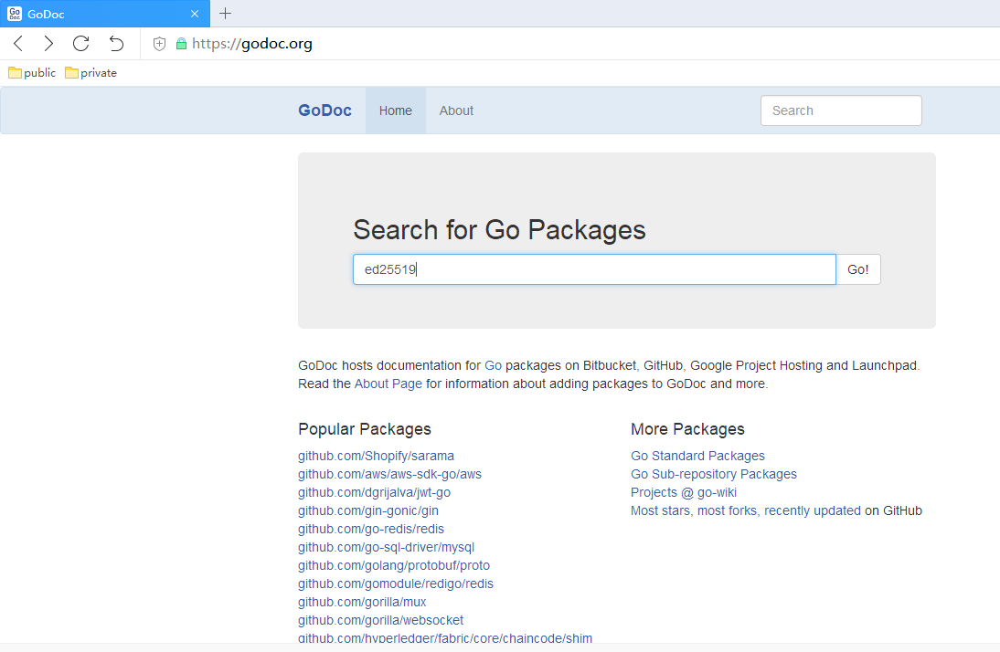 Go Doc GoDoc
https://godoc.org
public private
GoDoc Home About Search
Search for Go Packages
ed25519 Go!
GoDoc hosts documentation for Go packages on Bitbucket, GitHub, Google Project Hosting and Launchpad.
Read the About Page for information about adding packages to GoDoc and more.
Popular Packages
github.com/Shopify/sarama
github.com/aws/aws-sdk-go/aws
github.com/dgrijalva/jwt-go
github.com/gin-gonic/gin
github.com/go-redis/redis
github.com/go-sql-driver/mysql
github.com/golang/protobuf/proto
github.com/gomodule/redigo/redis
github.com/gorilla/mux
github.com/gorilla/websocket
github.com/hyperledger/fabric/core/chaincode/shim
More Packages
Go Standard Packages
Go Sub-repository Packages
Projects @ go-wiki
Most stars, most forks, recently updated on GitHub